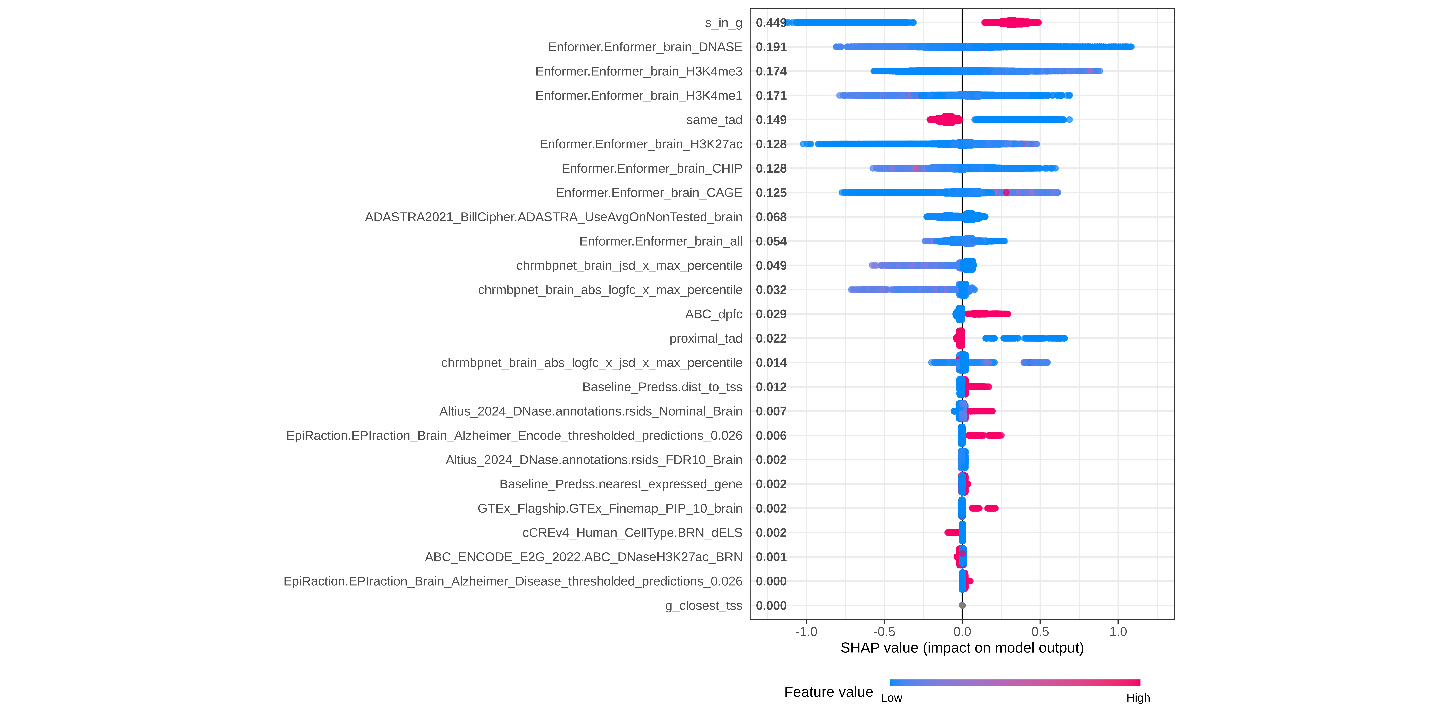 s_in_g 0.449
Enformer.Enformer_brain_DNASE 0.191
Enformer.Enformer_brain_H3K4me3 0.174
Enformer.Enformer_brain_H3K4me1 0.171
same_tad 0.149
Enformer.Enformer_brain_H3K27ac 0.128
Enformer.Enformer_brain_CHIP 0.128
Enformer.Enformer_brain_CAGE 0.125
ADASTRA2021_BillCipher.ADASTRA_UseAvgOnNonTested_brain 0.068
Enformer.Enformer_brain_all 0.054
chrmbpnet_brain_jsd_x_max_percentile 0.049
chrmbpnet_brain_abs_logfc_x_max_percentile 0.032
ABC_dpfc 0.029
proximal_tad 0.022
chrmbpnet_brain_abs_logfc_x_jsd_x_max_percentile 0.014
Baseline_Predss.dist_to_tss 0.012
Altius_2024_DNase.annotations.rsids_Nominal_Brain 0.007
EpiRaction.EPIraction_Brain_Alzheimer_Encode_thresholded_predictions_0.026 0.006
Altius_2024_DNase.annotations.rsids_FDR10_Brain 0.002
Baseline_Predss.nearest_expressed_gene 0.002
GTEx_Flagship.GTEx_Finemap_PIP_10_brain 0.002
cCREv4_Human_CellType.BRN_dELS 0.002
ABC_ENCODE_E2G_2022.ABC_DNaseH3K27ac_BRN 0.001
EpiRaction.EPIraction_Brain_Alzheimer_Disease_thresholded_predictions_0.026 0.000
g_closest_tss 0.000
-1.0 -0.5 0.0 0.5 1.0
SHAP value (impact on model output)
Feature value Low High